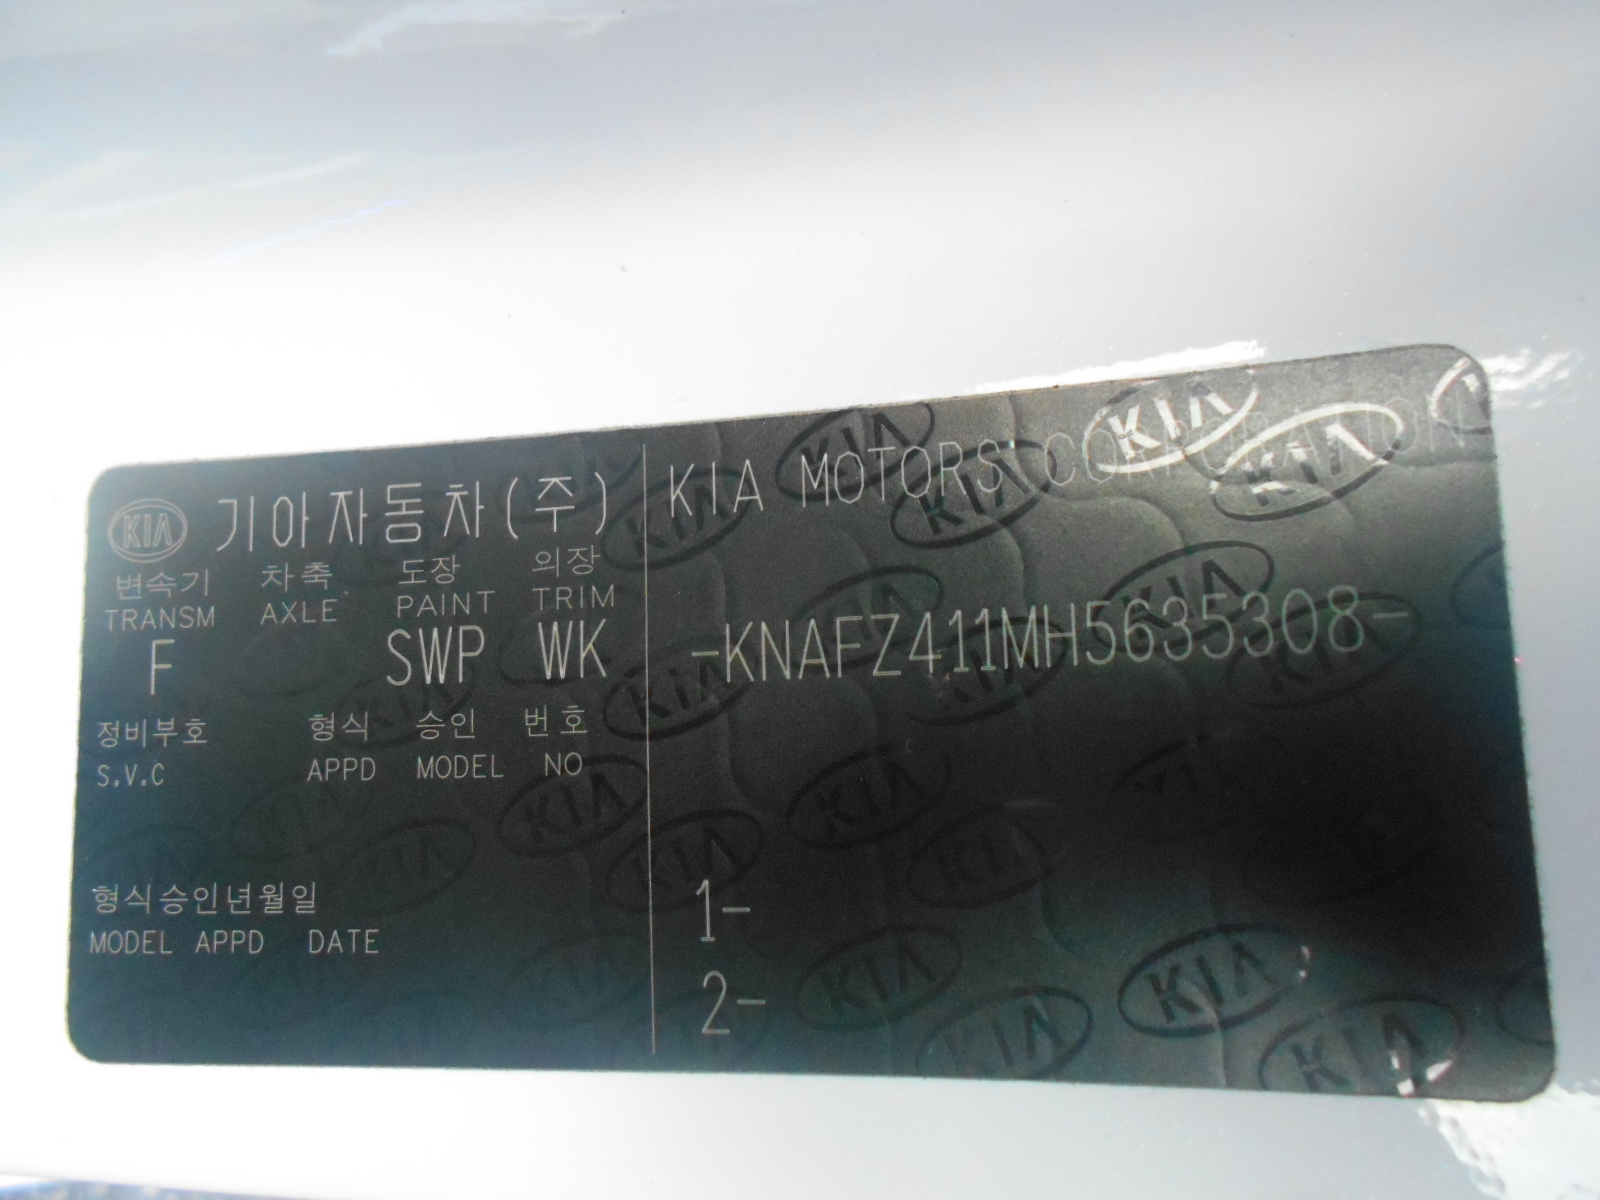 KIA 기아자동차(주) KIA MOTORS CORPORATION
변속기 차축 도장 의장
TRANSM AXLE PAINT TRIM
F SWP WK -KNAFZ411MH5635308-
정비부호 형식 승인 번호
S.V.C APPD MODEL NO
형식승인년월일 1-
MODEL APPD DATE
2-